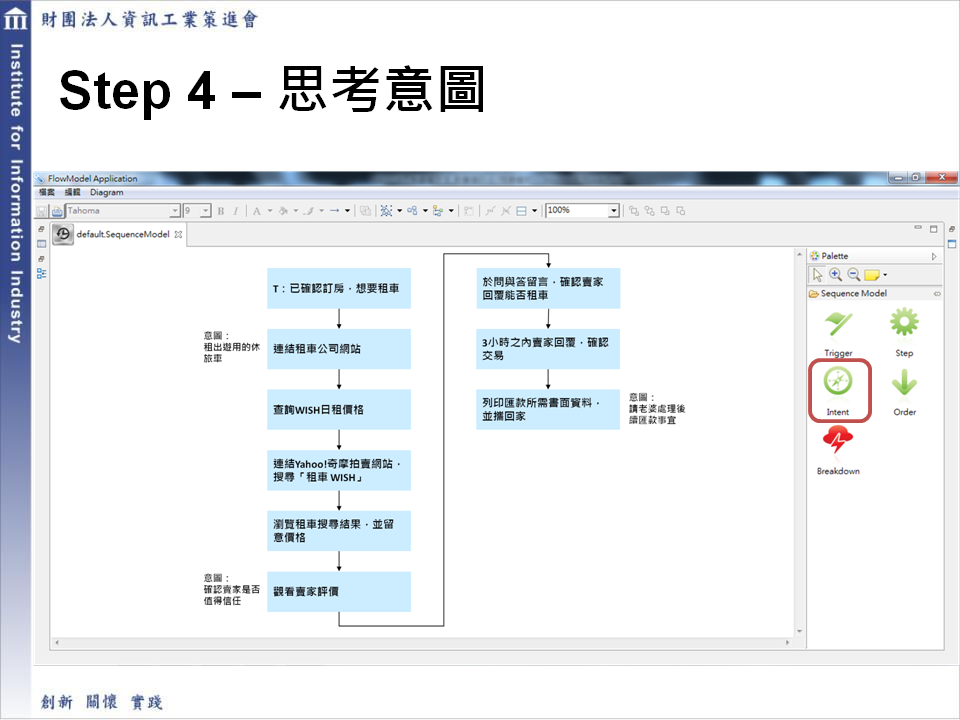 財團法人資訊工業策進會
Institute for Information Industry
Step 4 – 思考意圖
FlowModel Application
檔案 編輯 Diagram
Tahoma 9 B I A 100%
default.SequenceModel
T：已確認訂房，想要租車
意圖：
租出遊用的休
旅車
連結租車公司網站
查詢WISH日租價格
連結Yahoo!奇摩拍賣網站，
搜尋「租車 WISH」
瀏覽租車搜尋結果，並留
意價格
意圖：
確認賣家是否
值得信任
觀看賣家評價
於問與答留言，確認賣家
回覆能否租車
3小時之內賣家回覆，確認
交易
列印匯款所需書面資料，
並攜回家
意圖：
請老婆處理後
續匯款事宜
Palette
Sequence Model
Trigger
Step
Intent
Order
Breakdown
創新 關懷 實踐